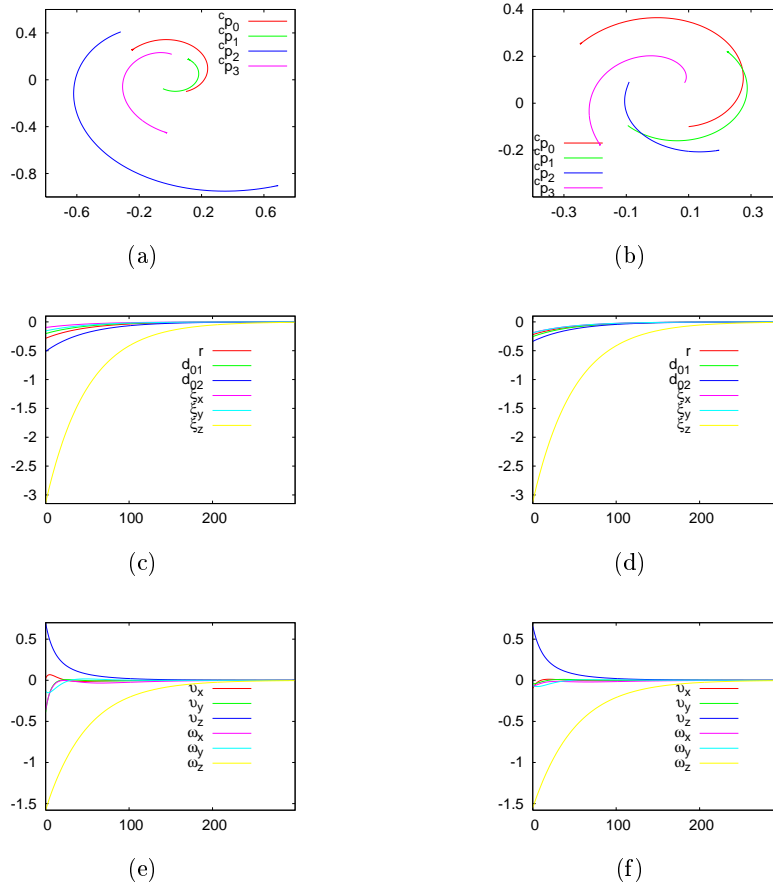 0.4
0
-0.4
-0.8
-0.6
-0.2
0.2
0.6
cp0
cp1
cp2
cp3
(a)
0.4
0.2
0
-0.2
-0.3
-0.1
0.1
0.3
cp0
cp1
cp2
cp3
(b)
0
-0.5
-1
-1.5
-2
-2.5
-3
0
100
200
r
d01
d02
ξx
ξy
ξz
(c)
0
-0.5
-1
-1.5
-2
-2.5
-3
0
100
200
r
d01
d02
ξx
ξy
ξz
(d)
0.5
0
-0.5
-1
-1.5
0
100
200
υx
υy
υz
ωx
ωy
ωz
(e)
0.5
0
-0.5
-1
-1.5
0
100
200
υx
υy
υz
ωx
ωy
ωz
(f)